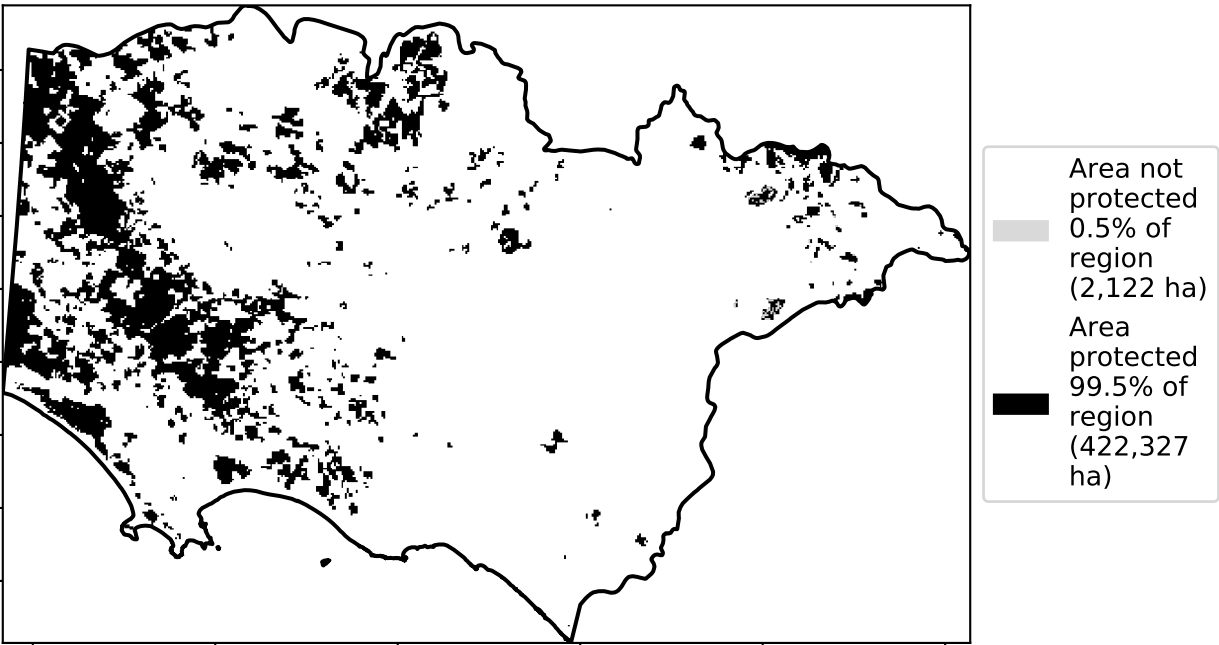 Area not
protected
0.5% of
region
(2,122 ha)
Area
protected
99.5% of
region
(422,327
ha)